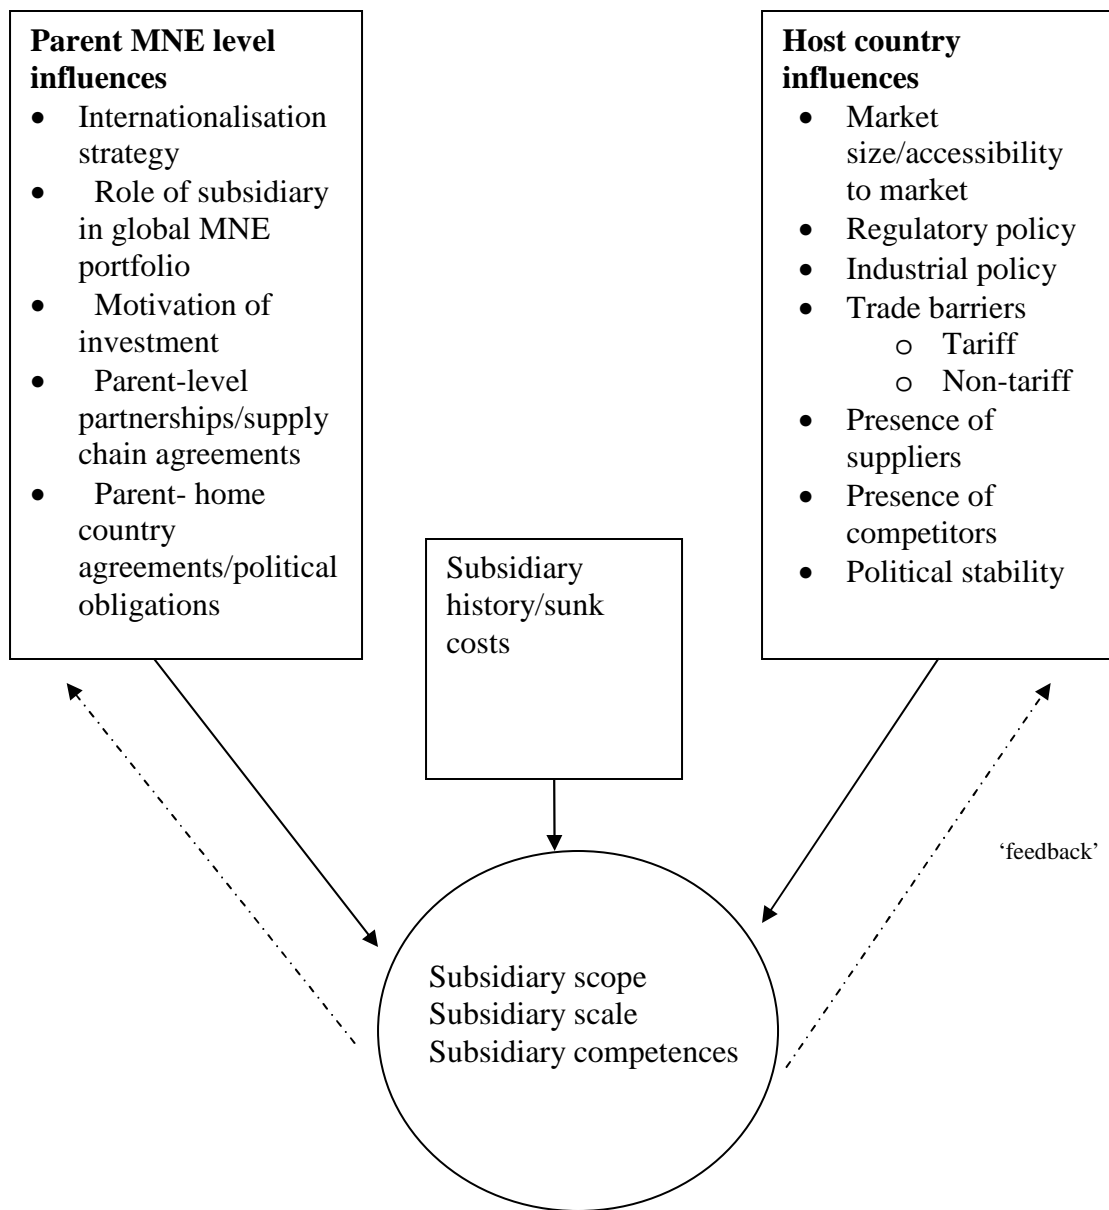 Parent MNE level
influences
• Internationalisation
strategy
• Role of subsidiary
in global MNE
portfolio
• Motivation of
investment
• Parent-level
partnerships/supply
chain agreements
• Parent- home
country
agreements/political
obligations
Host country
influences
• Market
size/accessibility
to market
• Regulatory policy
• Industrial policy
• Trade barriers
o Tariff
o Non-tariff
• Presence of
suppliers
• Presence of
competitors
• Political stability
Subsidiary
history/sunk
costs
‘feedback’
Subsidiary scope
Subsidiary scale
Subsidiary competences